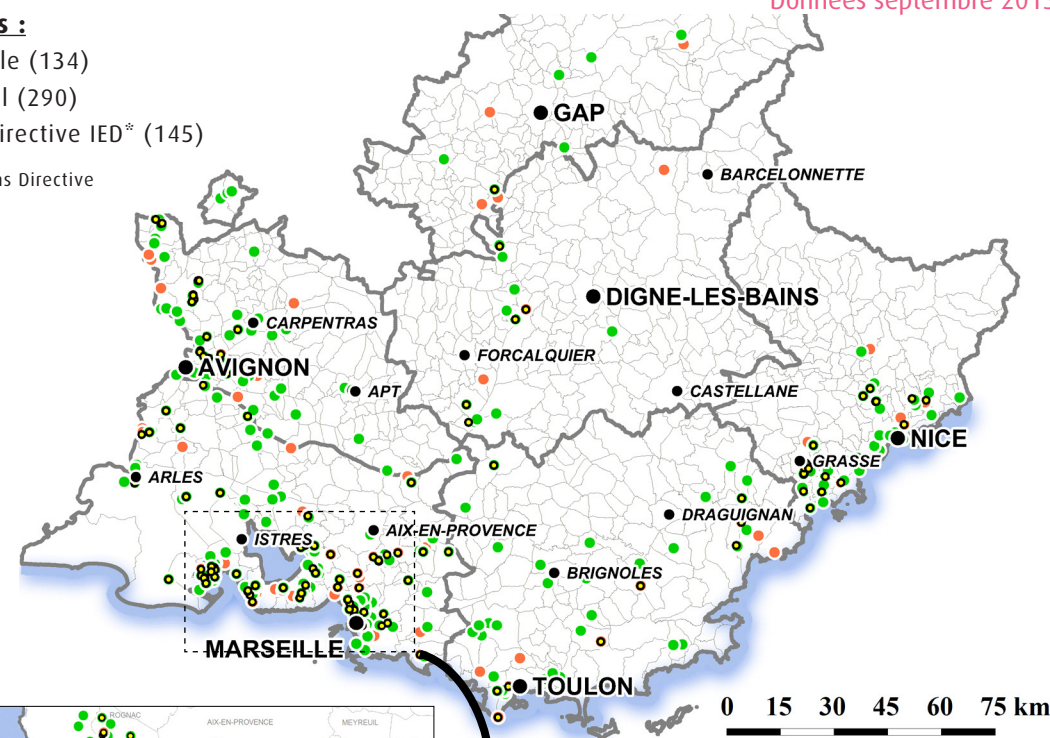 Données septembre 2015
s :
le (134)
l (290)
irective IED* (145)
ns Directive
GAP
BARCELONNETTE
DIGNE-LES-BAINS
CARPENTRAS
FORCALQUIER
AVIGNON
APT
CASTELLANE
NICE
GRASSE
ARLES
DRAGUIGNAN
AIX-EN-PROVENCE
ISTRES
BRIGNOLES
MARSEILLE
TOULON
0 15 30 45 60 75 km
ROGNAC
AIX-EN-PROVENCE
MEYREUIL